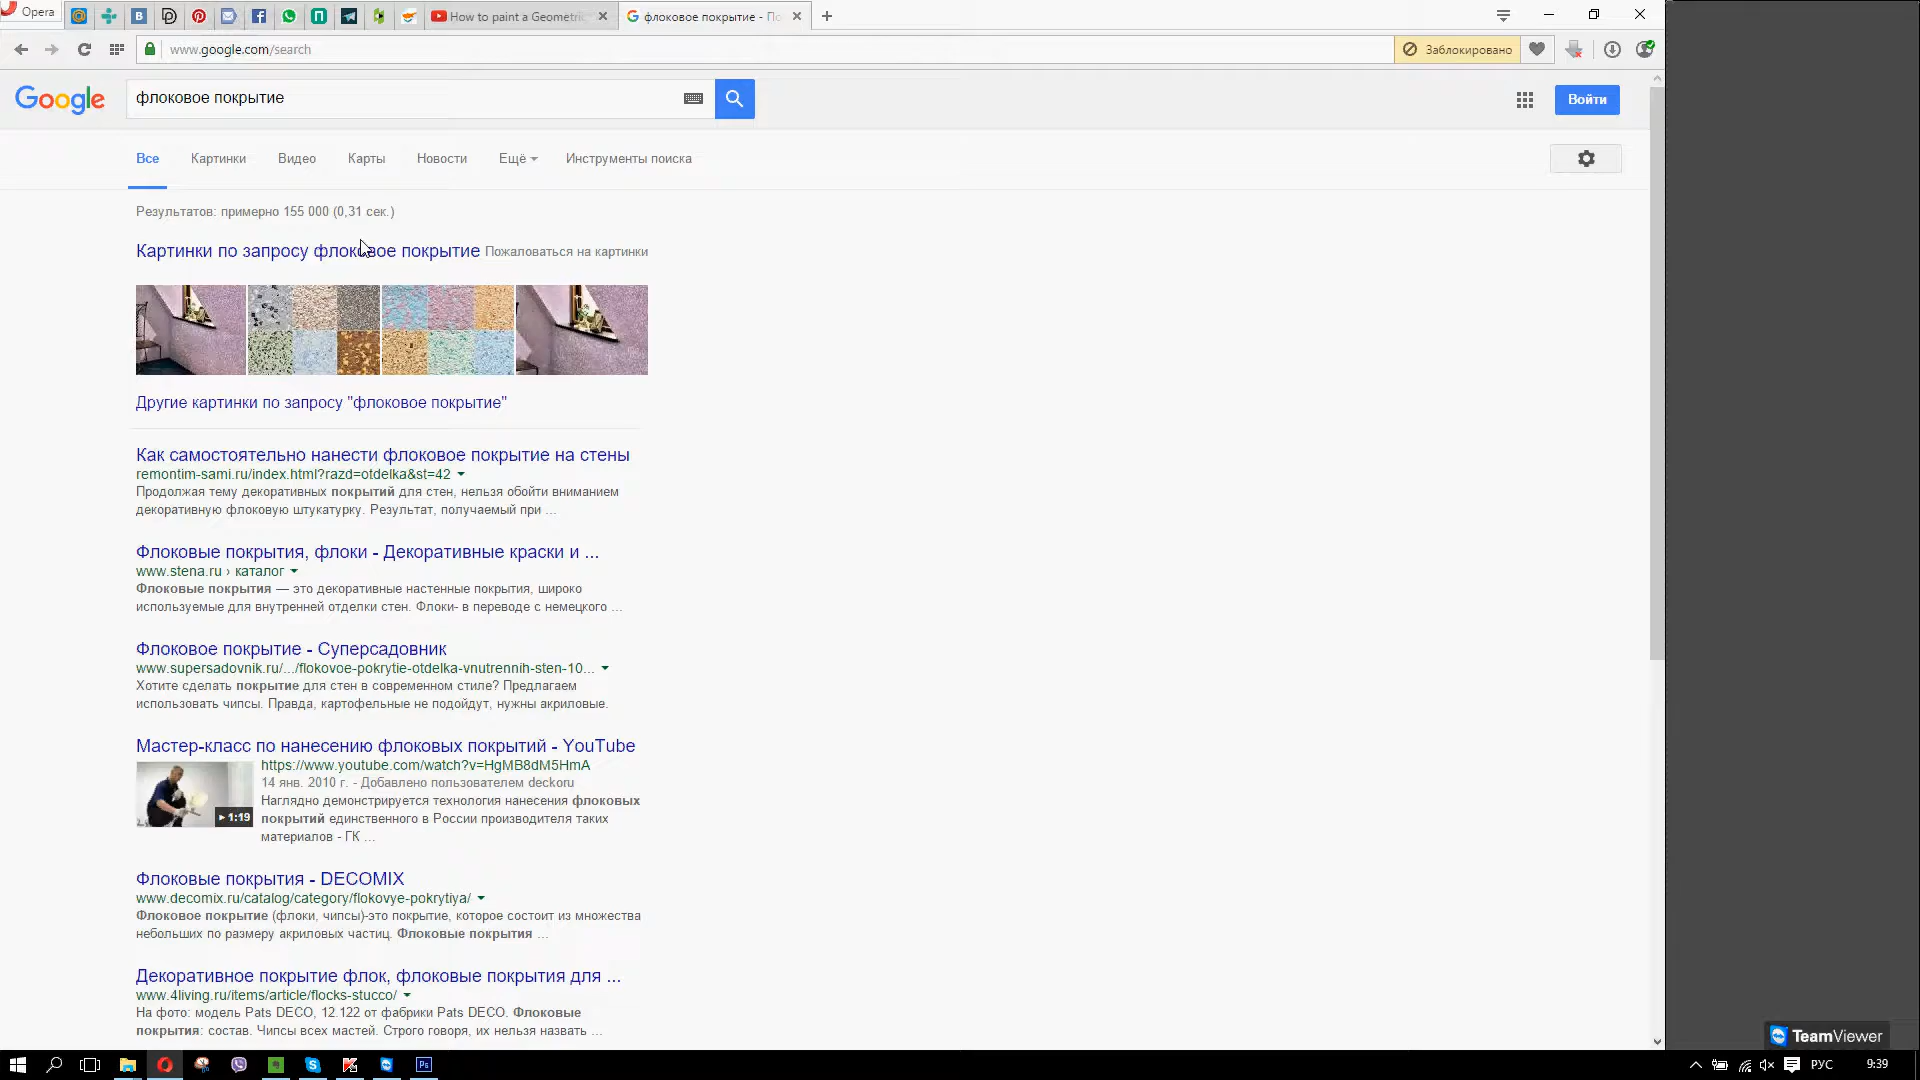 Opera
How to paint a Geometric
флоковое покрытие - По
www.google.com/search
Заблокировано
Google
флоковое покрытие
Войти
Все
Картинки
Видео
Карты
Новости
Ещё
Инструменты поиска
Результатов: примерно 155 000 (0,31 сек.)
Картинки по запросу флоковое покрытие
Пожаловаться на картинки
Другие картинки по запросу "флоковое покрытие"
Как самостоятельно нанести флоковое покрытие на стены
remontim-sami.ru/index.html?razd=otdelka&st=42
Продолжая тему декоративных покрытий для стен, нельзя обойти вниманием
декоративную флоковую штукатурку. Результат, получаемый при ...
Флоковые покрытия, флоки - Декоративные краски и ...
www.stena.ru › каталог
Флоковые покрытия — это декоративные настенные покрытия, широко
используемые для внутренней отделки стен. Флоки- в переводе с немецкого ...
Флоковое покрытие - Суперсадовник
www.supersadovnik.ru/.../flokovoe-pokrytie-otdelka-vnutrennih-sten-10...
Хотите сделать покрытие для стен в современном стиле? Предлагаем
использовать чипсы. Правда, картофельные не подойдут, нужны акриловые.
Мастер-класс по нанесению флоковых покрытий - YouTube
1:19
https://www.youtube.com/watch?v=HgMB8dM5HmA
14 янв. 2010 г. - Добавлено пользователем deckoru
Наглядно демонстрируется технология нанесения флоковых
покрытий единственного в России производителя таких
материалов - ГК ...
Флоковые покрытия - DECOMIX
www.decomix.ru/catalog/category/flokovye-pokrytiya/
Флоковое покрытие (флоки, чипсы)-это покрытие, которое состоит из множества
небольших по размеру акриловых частиц. Флоковые покрытия ...
Декоративное покрытие флок, флоковые покрытия для ...
www.4living.ru/items/article/flocks-stucco/
На фото: модель Pats DECO, 12.122 от фабрики Pats DECO. Флоковые
покрытия: состав. Чипсы всех мастей. Строго говоря, их нельзя назвать ...
TeamViewer
Ps
РУС
9:39